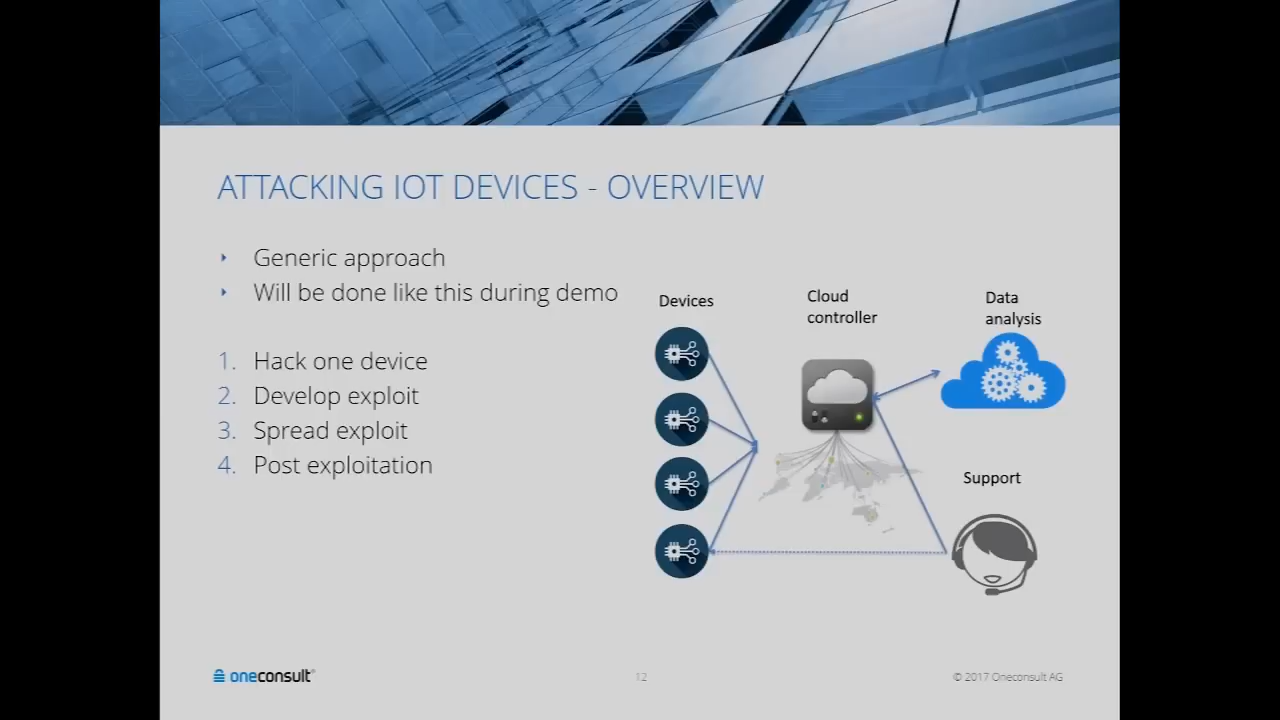 ATTACKING IOT DEVICES - OVERVIEW
Generic approach
Will be done like this during demo
1. Hack one device
2. Develop exploit
3. Spread exploit
4. Post exploitation
Devices
Cloud
controller
Data
analysis
Support
oneconsult®
12
© 2017 Oneconsult AG